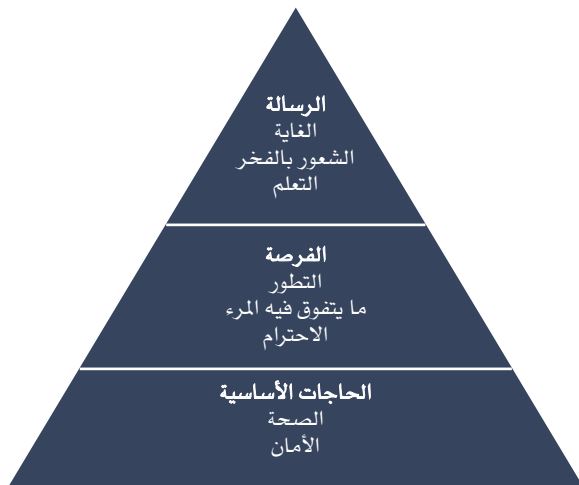 الرسالة
الغاية
الشعور بالفخر
التعلم
الفرصة
التطور
ما يتفوق فيه المرء
الاحترام
الحاجات الأساسية
الصحة
الأمان